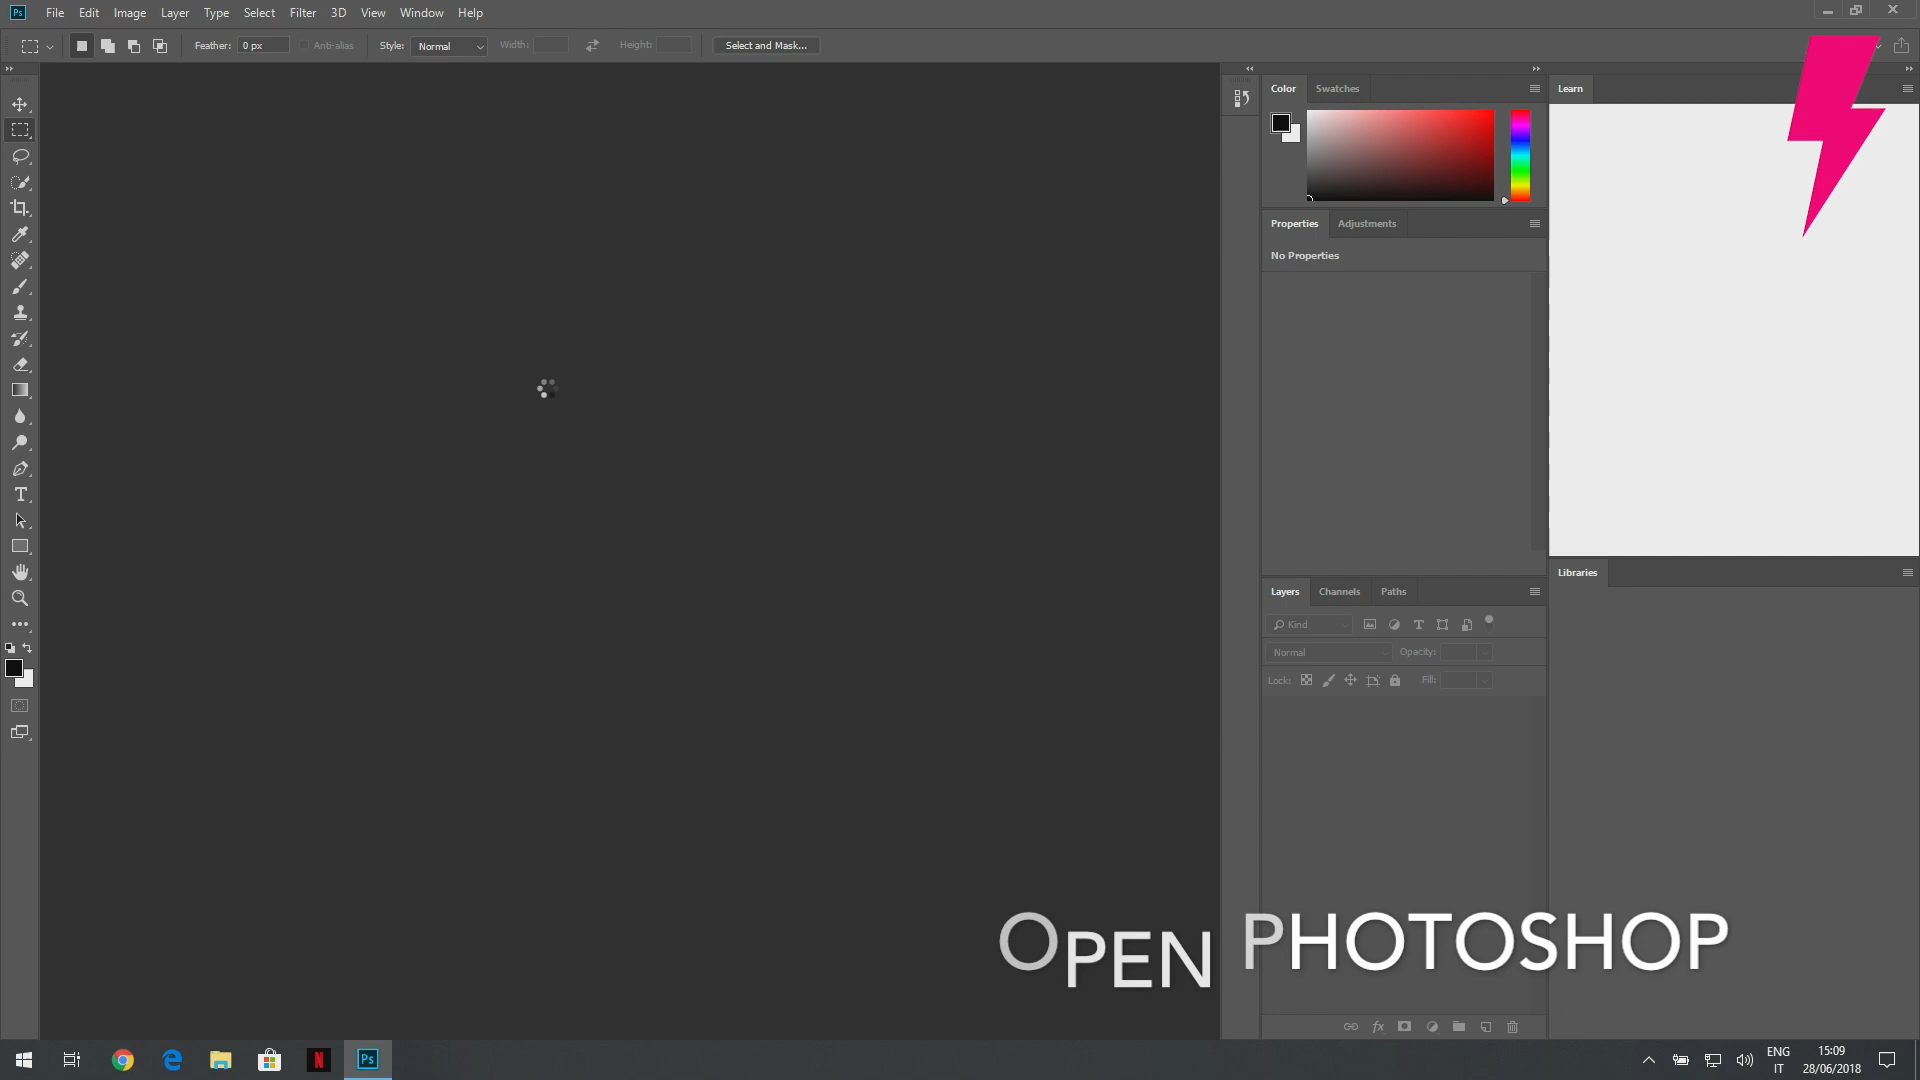 Ps File Edit Image Layer Type Select Filter 3D View Window Help
Feather: 0 px Anti-alias Style: Normal Width: Height: Select and Mask...
Color Swatches
Learn
Properties Adjustments
No Properties
Libraries
Layers Channels Paths
Kind
Normal Opacity:
Lock: Fill:
fx
OPEN PHOTOSHOP
N Ps
ENG
IT
15:09
28/06/2018